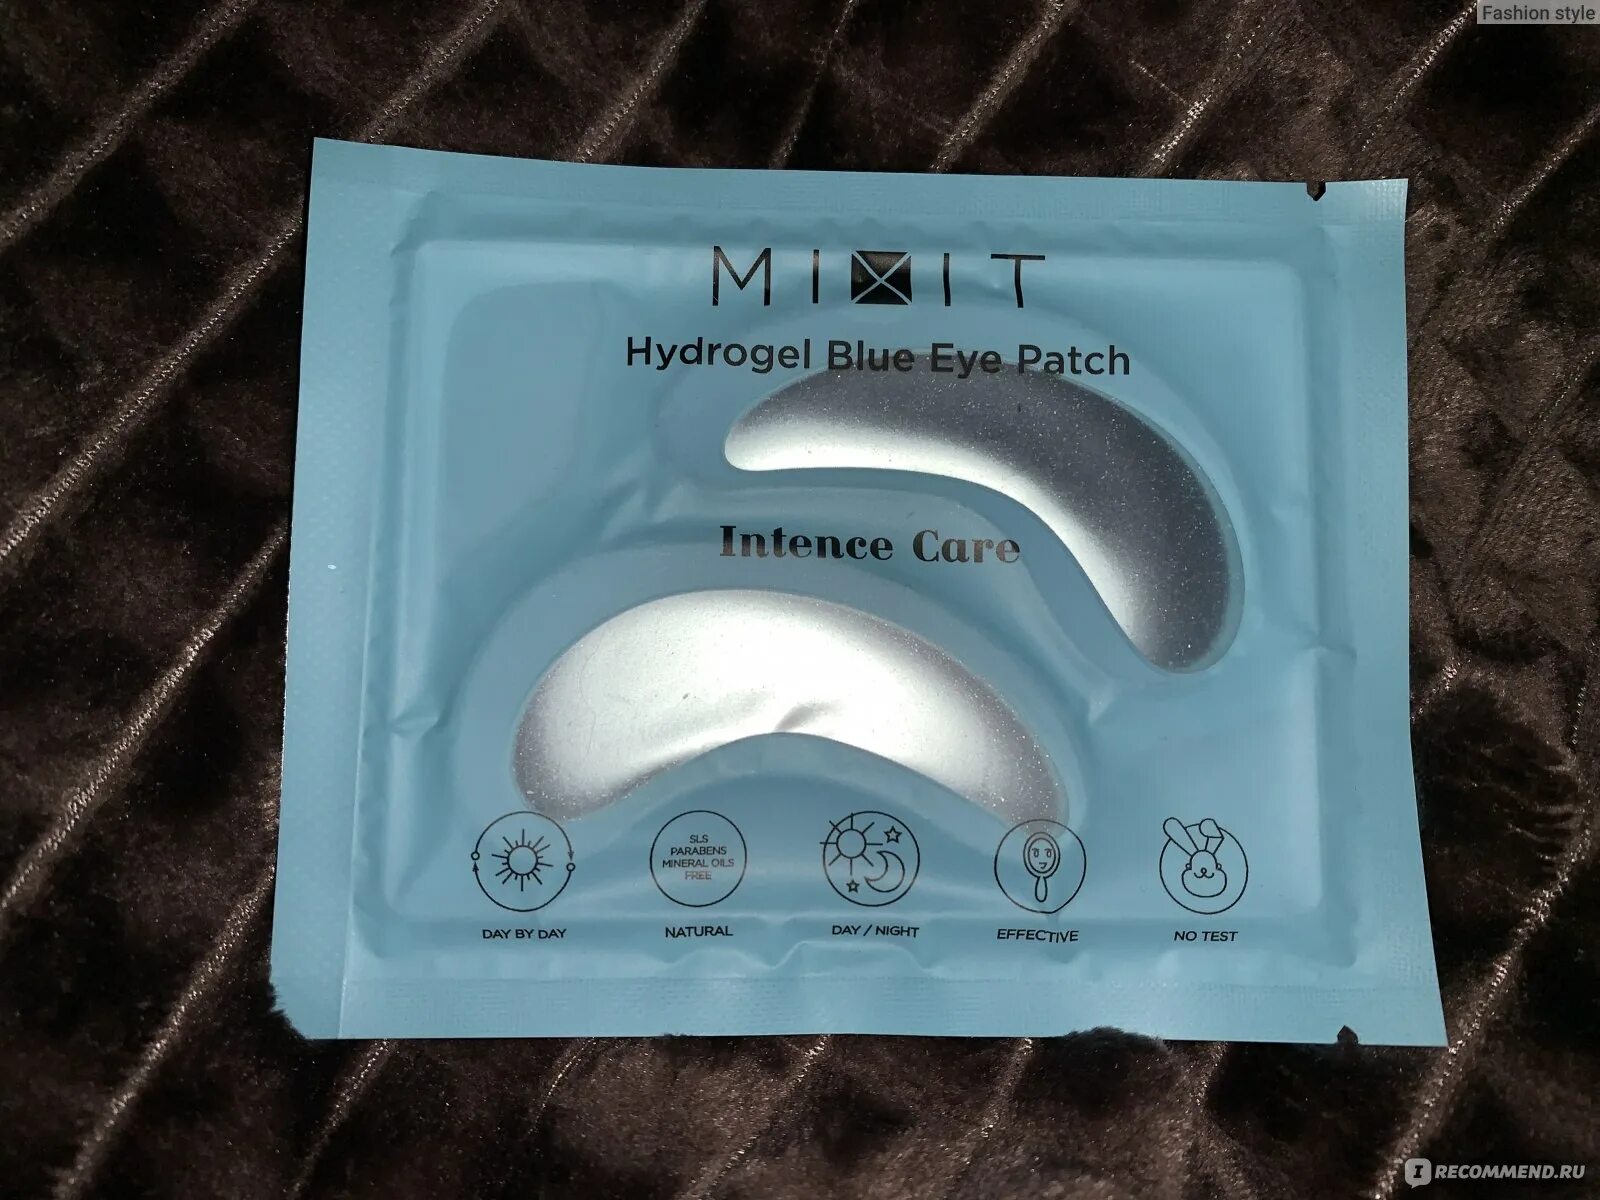 Fashion style
MIXIT
Hydrogel Blue Eye Patch
Intence Care
SLS
PARABENS
MINERAL OILS
FREE
DAY BY DAY
NATURAL
DAY / NIGHT
EFFECTIVE
NO TEST
IRECOMMEND.RU